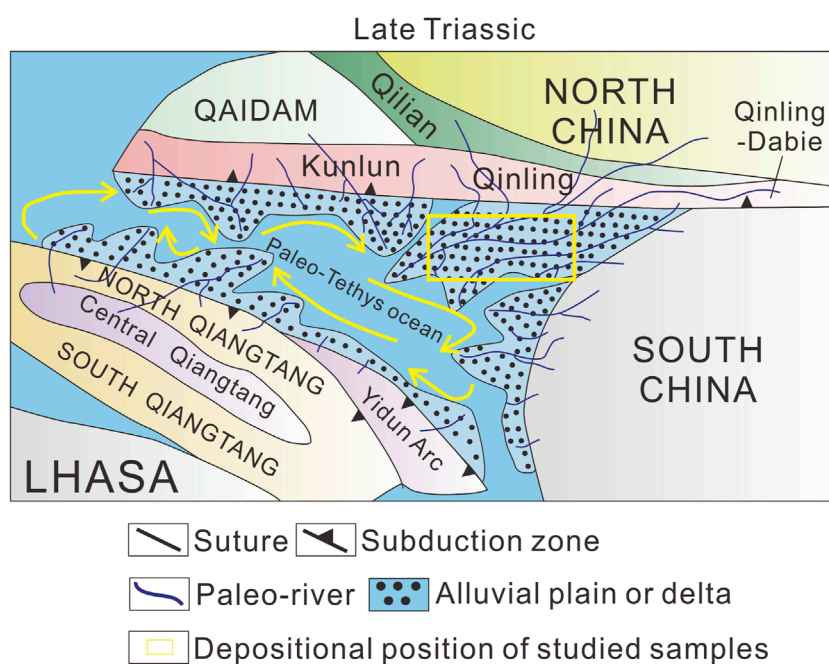 Late Triassic
QAIDAM
Qilian
NORTH
CHINA
Qinling
-Dabie
Kunlun
Qinling
Paleo-Tethys ocean
NORTH QIANGTANG
Central Qiangtang
SOUTH QIANGTANG
Yidun Arc
SOUTH
CHINA
LHASA
Suture
Subduction zone
Paleo-river
Alluvial plain or delta
Depositional position of studied samples